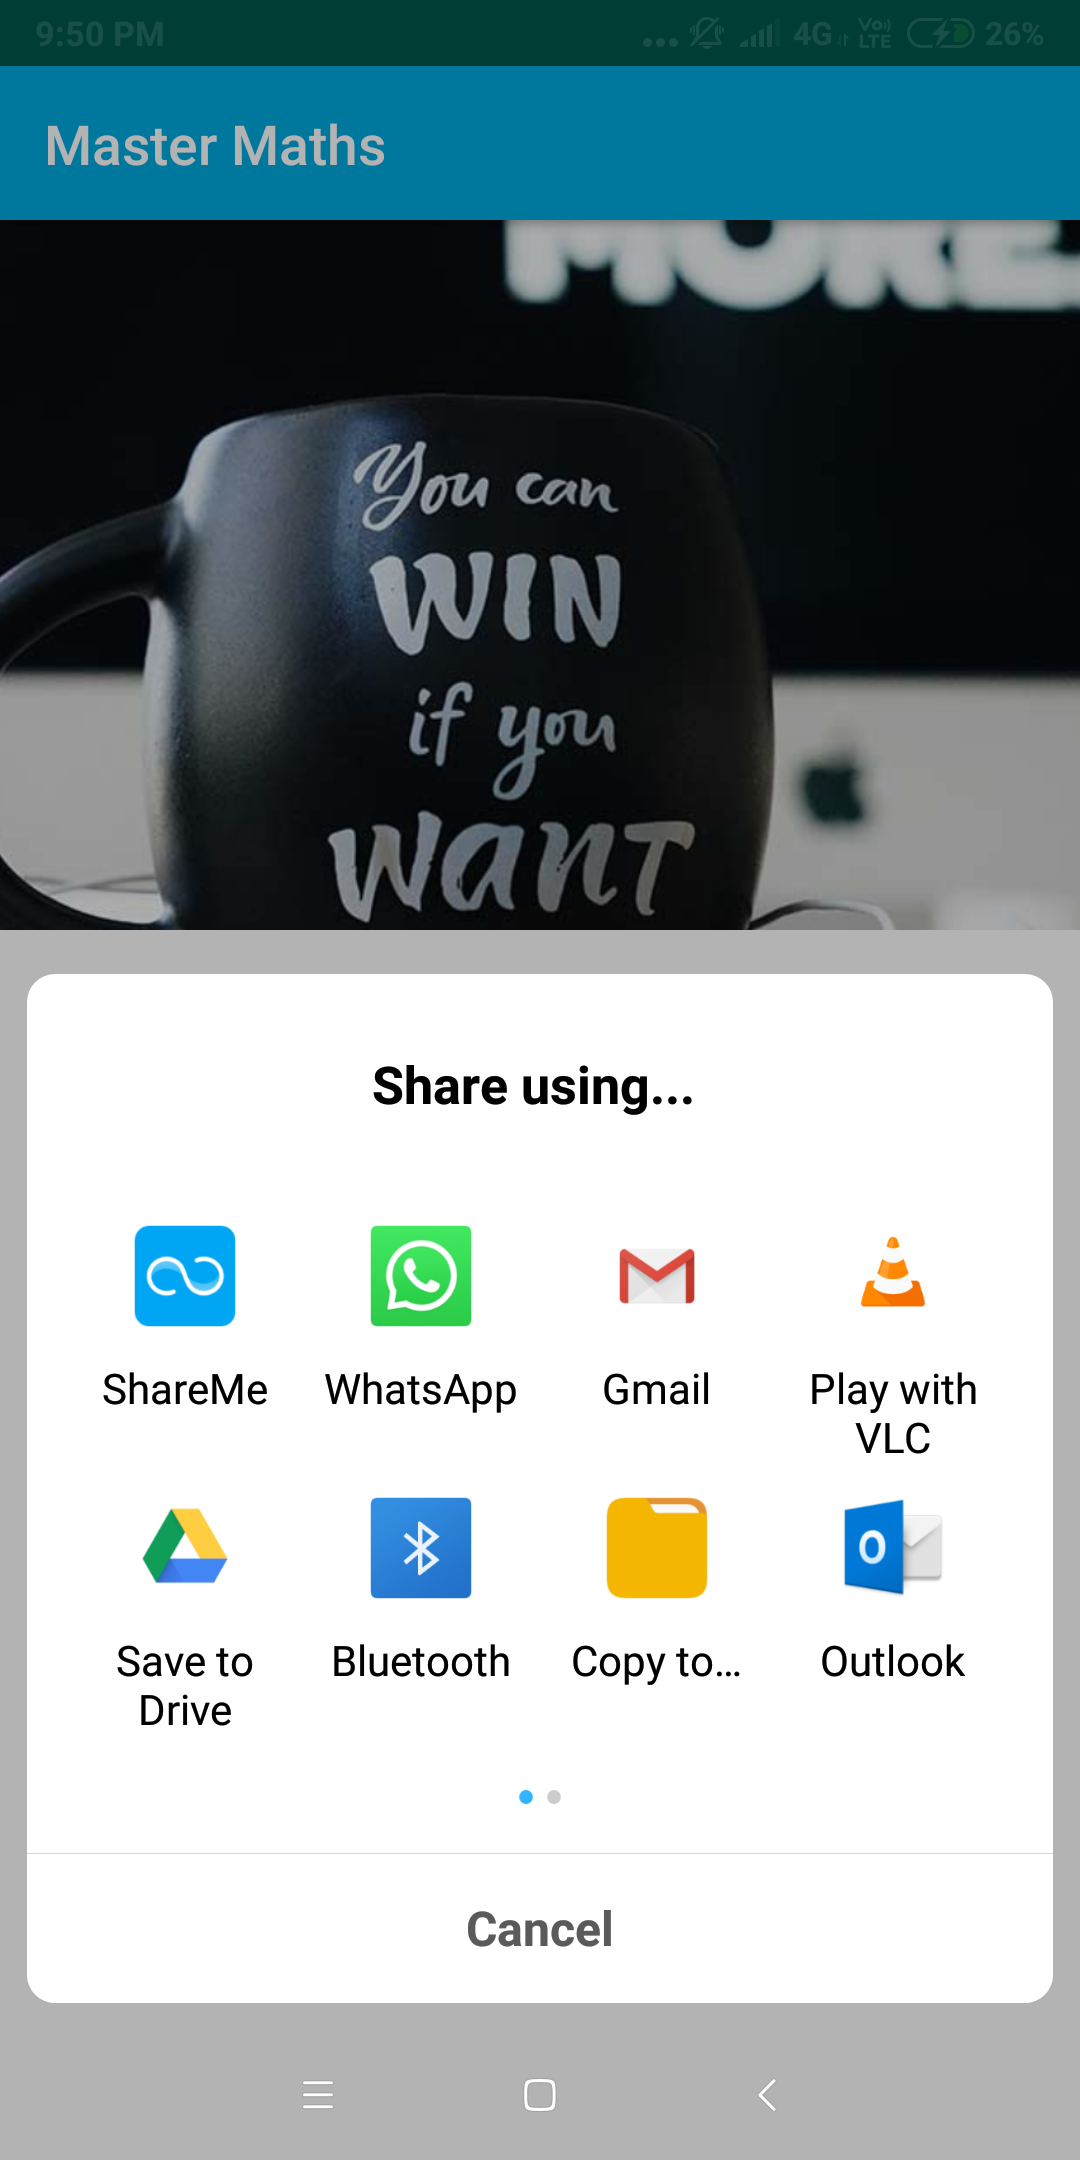 9:50 PM ... 4G Vo)) LTE 26%
Master Maths
MORE
You can
WIN
if you
WANT
Share using...
ShareMe WhatsApp Gmail Play with
VLC
Save to Bluetooth Copy to... Outlook
Drive
Cancel